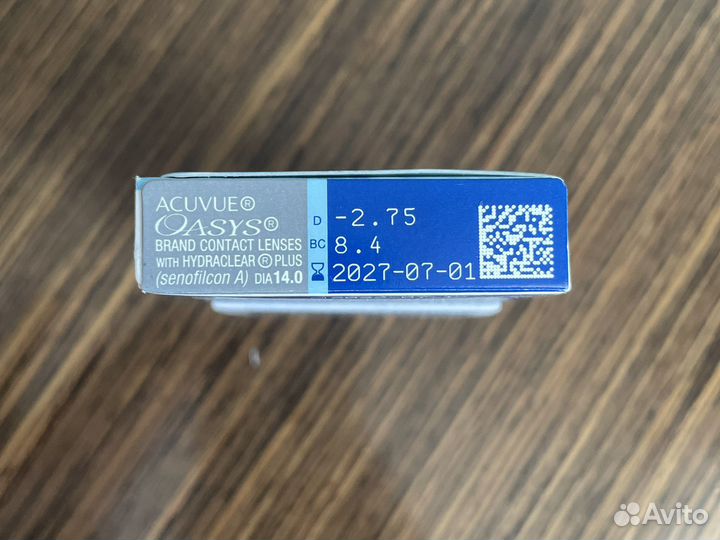 ACUVUE®
OASYS®
BRAND CONTACT LENSES
WITH HYDRACLEAR® PLUS
(senofilcon A) DIA 14.0
D -2.75
BC 8.4
2027-07-01
Avito